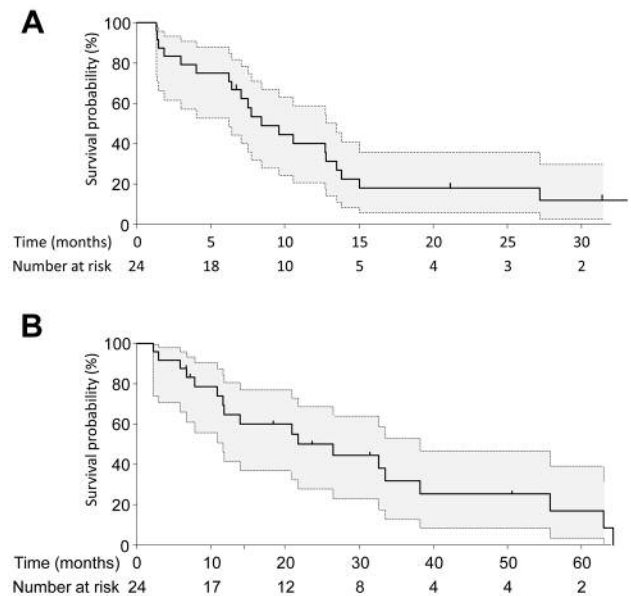 A
Survival probability (%)
100
80
60
40
20
0
Time (months) 0 5 10 15 20 25 30
Number at risk 24 18 10 5 4 3 2
B
Survival probability (%)
100
80
60
40
20
0
Time (months) 0 10 20 30 40 50 60
Number at risk 24 17 12 8 4 4 2